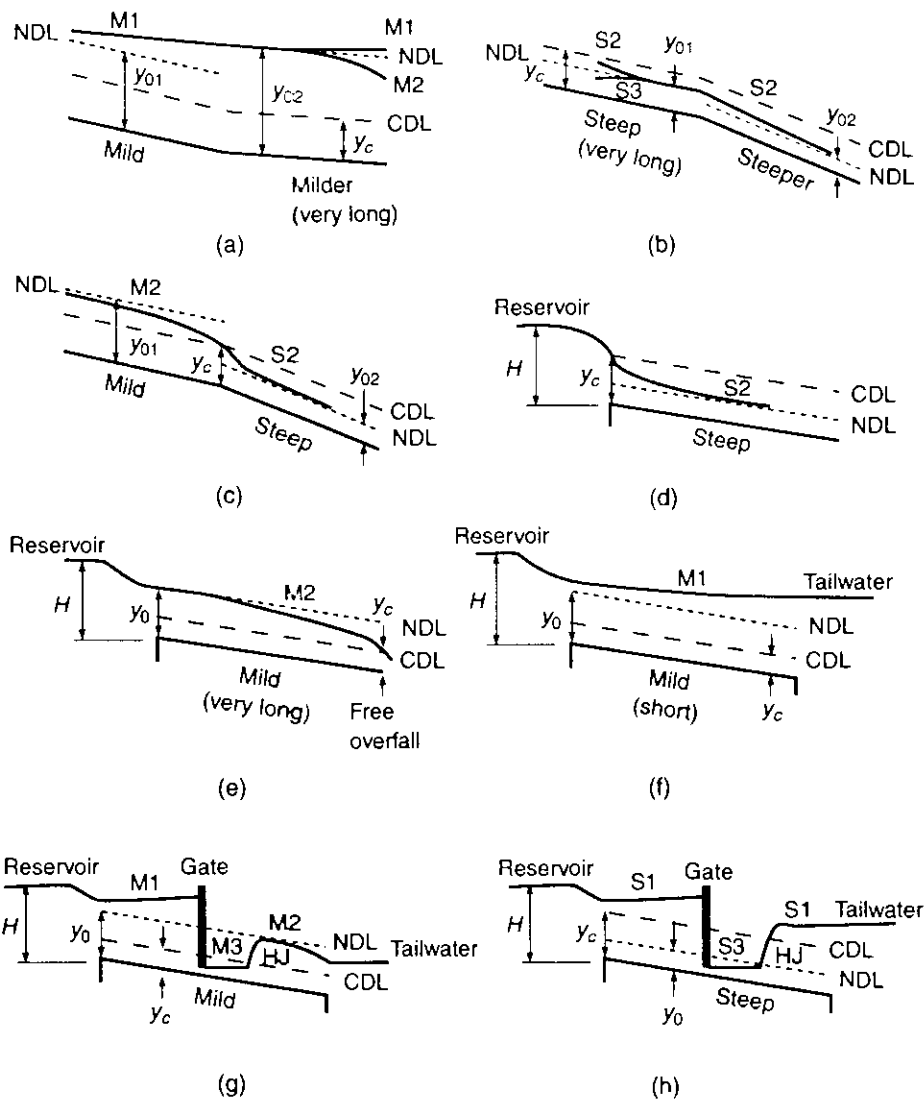 M1 M1
NDL NDL
y01 y02 M2
CDL
yc
Mild
Milder
(very long)
(a)
NDL S2 y01
yc S2
S3 y02
Steep
(very long)
Steeper
CDL
NDL
(b)
NDL M2
y01 yc S2 y02
Mild
CDL
Steep NDL
(c)
Reservoir
H yc
S2 CDL
NDL
Steep
(d)
Reservoir
M2
H y0 yc
NDL
CDL
Mild
(very long) Free
overfall
(e)
Reservoir
M1 Tailwater
H y0
NDL
CDL
Mild
(short) yc
(f)
Reservoir M1 Gate
H M2
y0 M3 HJ NDL Tailwater
CDL
yc Mild
(g)
Reservoir S1 Gate
H S1 Tailwater
yc CDL
S3 HJ NDL
Steep
y0
(h)